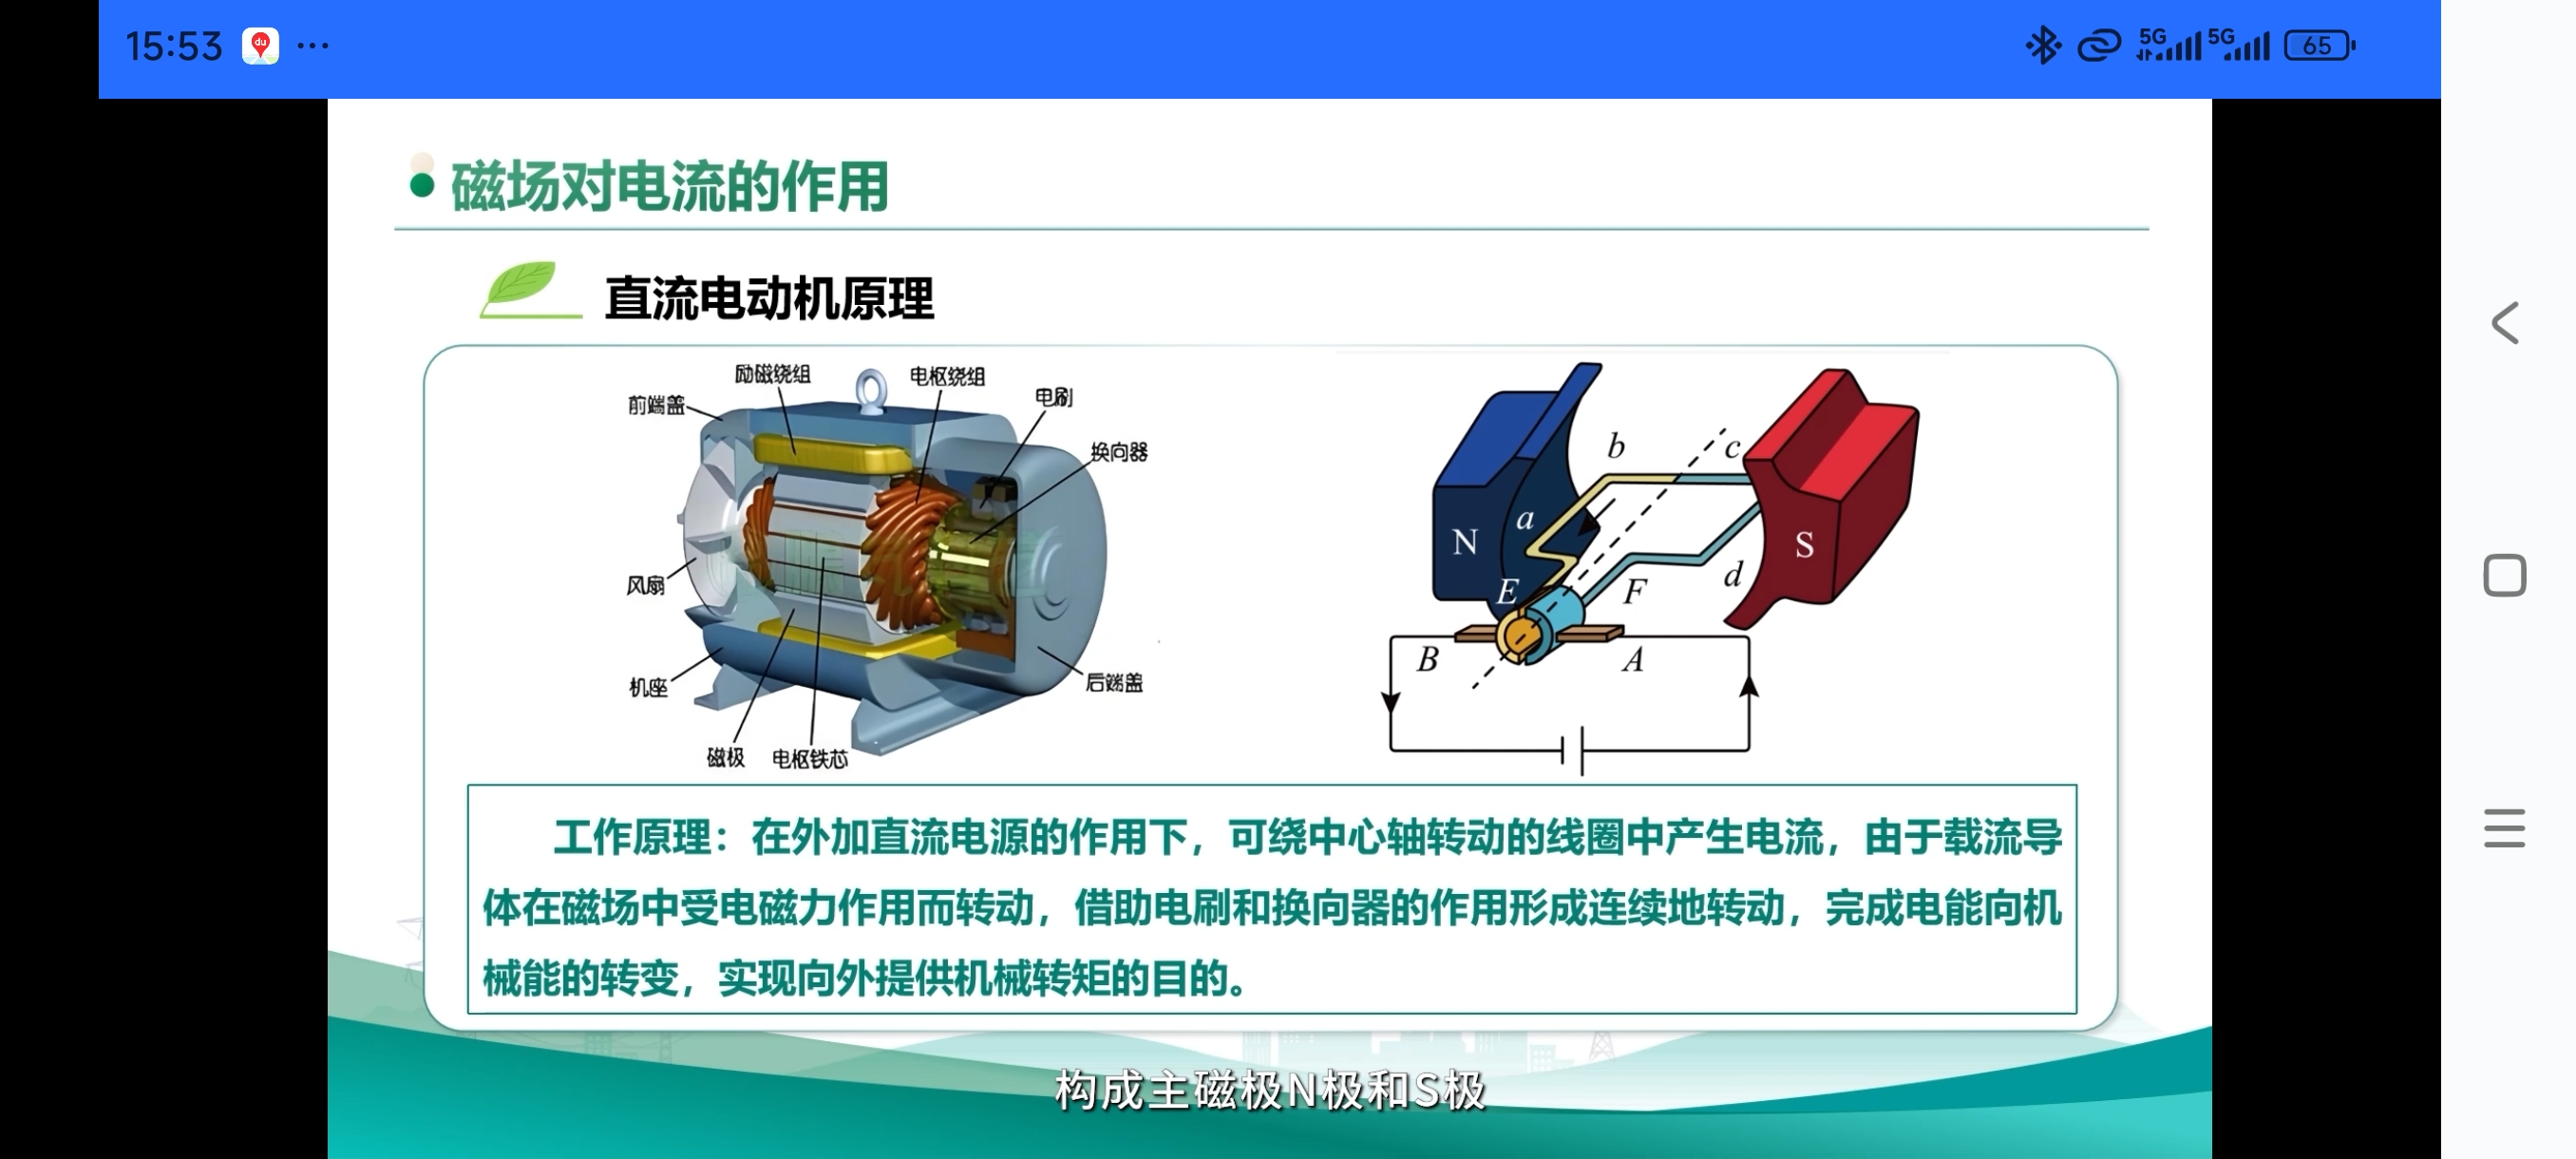 15:53
du
5G 5G 65
磁场对电流的作用
直流电动机原理
励磁绕组
电枢绕组
前端盖
电刷
换向器
风扇
机座
后端盖
磁极
电枢铁芯
b
c
a
N
S
d
E
F
B
A
工作原理：在外加直流电源的作用下，可绕中心轴转动的线圈中产生电流，由于载流导
体在磁场中受电磁力作用而转动，借助电刷和换向器的作用形成连续地转动，完成电能向机
械能的转变，实现向外提供机械转矩的目的。
构成主磁极N极和S极